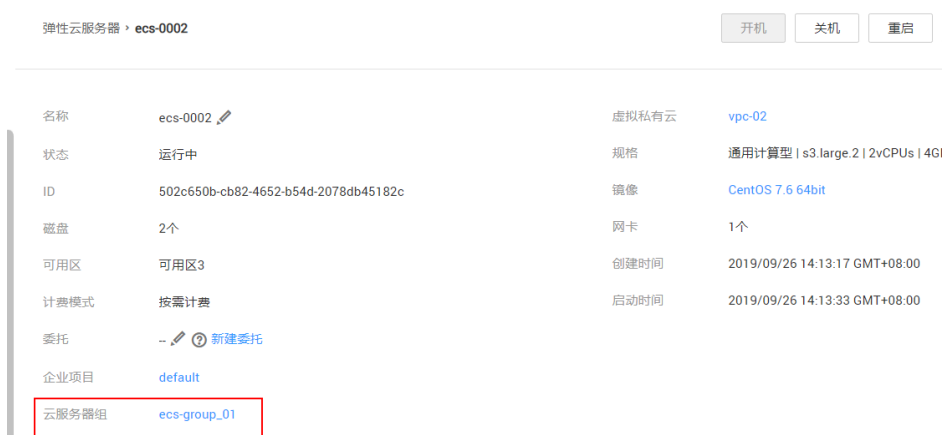 弹性云服务器 › ecs-0002 开机 关机 重启
名称 ecs-0002 虚拟私有云 vpc-02
状态 运行中 规格 通用计算型 | s3.large.2 | 2vCPUs | 4GI
ID 502c650b-cb82-4652-b54d-2078db45182c 镜像 CentOS 7.6 64bit
磁盘 2个 网卡 1个
可用区 可用区3 创建时间 2019/09/26 14:13:17 GMT+08:00
计费模式 按需计费 启动时间 2019/09/26 14:13:33 GMT+08:00
委托 -- 新建委托
企业项目 default
云服务器组 ecs-group_01